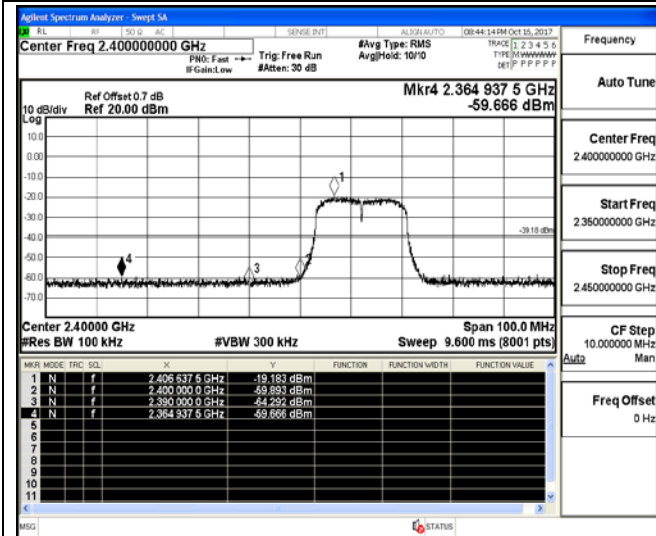 Agilent Spectrum Analyzer - Swept SA
RL RF 50 Ω AC SENSE:INT ALIGN AUTO 08:44:14 PM Oct 16, 2017
Center Freq 2.400000000 GHz
PNO: Fast
IFGain:Low
Trig: Free Run
#Atten: 30 dB
#Avg Type: RMS
Avg|Hold: 10/10
TRACE 1 2 3 4 5 6
TYPE M W W W W W
DET P P P P P P
Ref Offset 0.7 dB
Ref 20.00 dBm
10 dB/div
Log
Mkr4 2.364 937 5 GHz
-59.666 dBm
10.0
0.00
-10.0
-20.0
-30.0
-40.0
-50.0
-60.0
-70.0
1
2
3
4
-39.18 dBm
Center 2.40000 GHz
Span 100.0 MHz
#Res BW 100 kHz
#VBW 300 kHz
Sweep 9.600 ms (8001 pts)
MKR MODE TRC SCL X Y FUNCTION FUNCTION WIDTH FUNCTION VALUE
1 N f 2.406 637 5 GHz -19.183 dBm
2 N f 2.400 000 0 GHz -59.893 dBm
3 N f 2.390 000 0 GHz -64.292 dBm
4 N f 2.364 937 5 GHz -59.666 dBm
5
6
7
8
9
10
11
MSG
STATUS
Frequency
Auto Tune
Center Freq
2.400000000 GHz
Start Freq
2.350000000 GHz
Stop Freq
2.450000000 GHz
CF Step
10.000000 MHz
Auto Man
Freq Offset
0 Hz